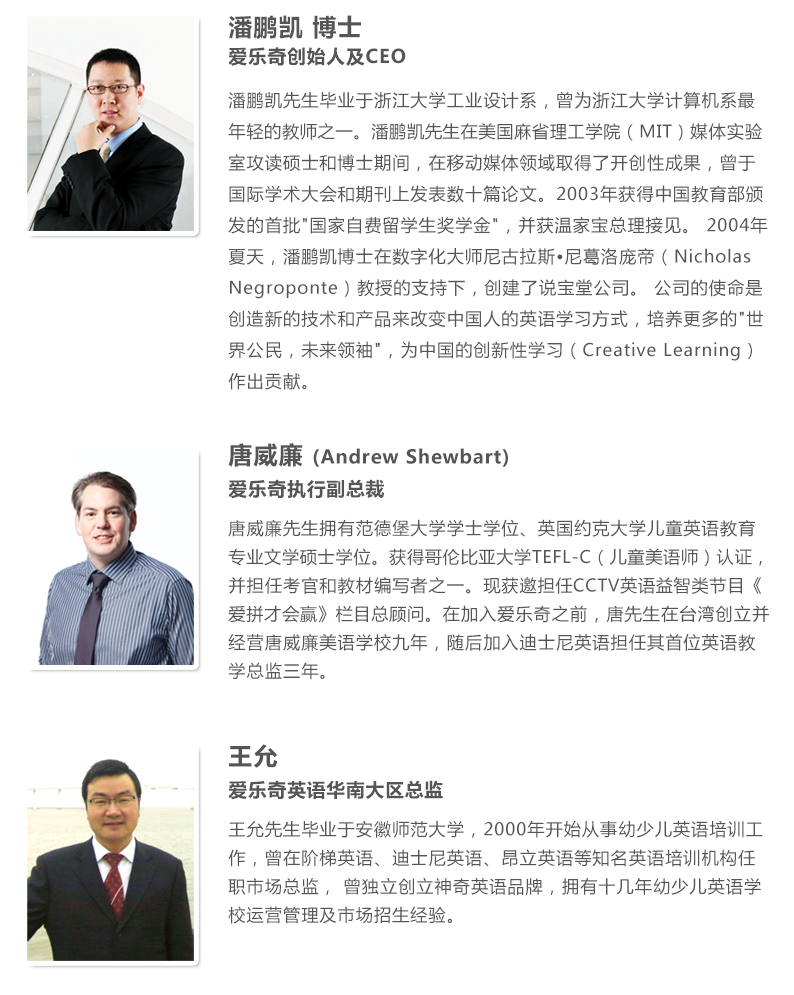 潘鹏凯 博士
爱乐奇创始人及CEO
潘鹏凯先生毕业于浙江大学工业设计系，曾为浙江大学计算机系最
年轻的教师之一。潘鹏凯先生在美国麻省理工学院（MIT）媒体实验
室攻读硕士和博士期间，在移动媒体领域取得了开创性成果，曾于
国际学术大会和期刊上发表数十篇论文。2003年获得中国教育部颁
发的首批"国家自费留学生奖学金"，并获温家宝总理接见。 2004年
夏天，潘鹏凯博士在数字化大师尼古拉斯•尼葛洛庞帝（Nicholas
Negroponte）教授的支持下，创建了说宝堂公司。 公司的使命是
创造新的技术和产品来改变中国人的英语学习方式，培养更多的"世
界公民，未来领袖"，为中国的创新性学习（Creative Learning）
作出贡献。
唐威廉 (Andrew Shewbart)
爱乐奇执行副总裁
唐威廉先生拥有范德堡大学学士学位、英国约克大学儿童英语教育
专业文学硕士学位。获得哥伦比亚大学TEFL-C（儿童美语师）认证，
并担任考官和教材编写者之一。现获邀担任CCTV英语益智类节目《
爱拼才会赢》栏目总顾问。在加入爱乐奇之前，唐先生在台湾创立并
经营唐威廉美语学校九年，随后加入迪士尼英语担任其首位英语教
学总监三年。
王允
爱乐奇英语华南大区总监
王允先生毕业于安徽师范大学，2000年开始从事幼少儿英语培训工
作，曾在阶梯英语、迪士尼英语、昂立英语等知名英语培训机构任
职市场总监， 曾独立创立神奇英语品牌，拥有十几年幼少儿英语学
校运营管理及市场招生经验。